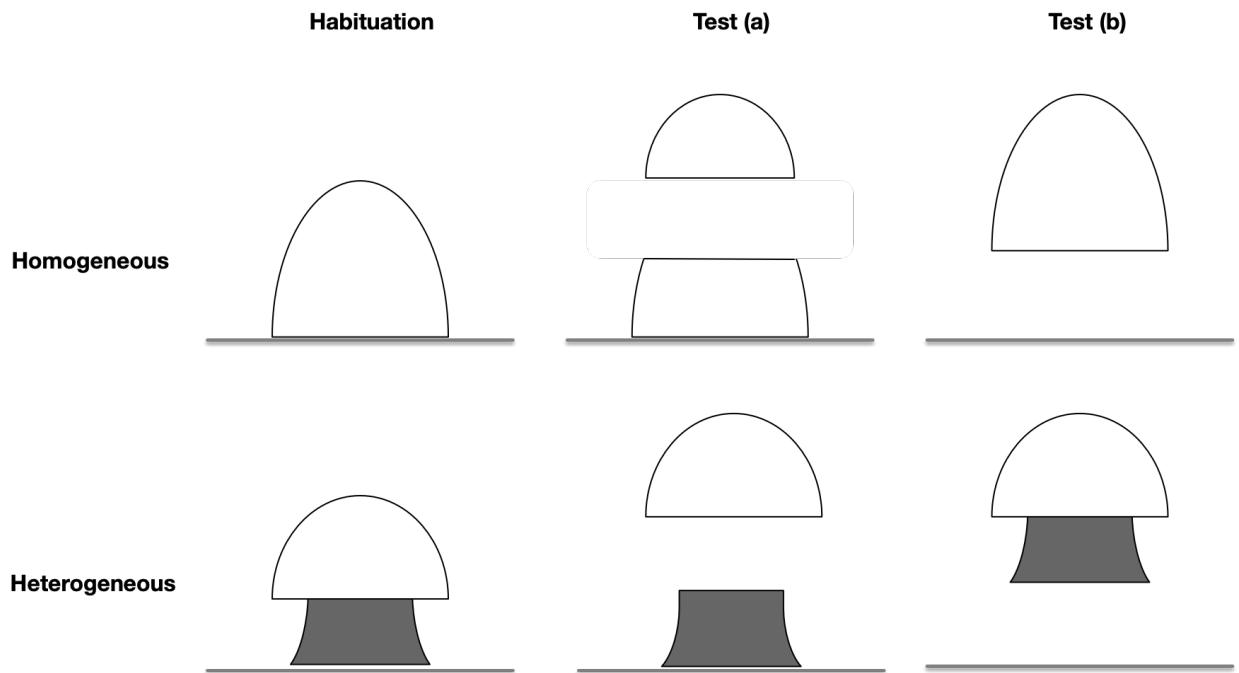 Habituation
Test (a)
Test (b)
Homogeneous
Heterogeneous